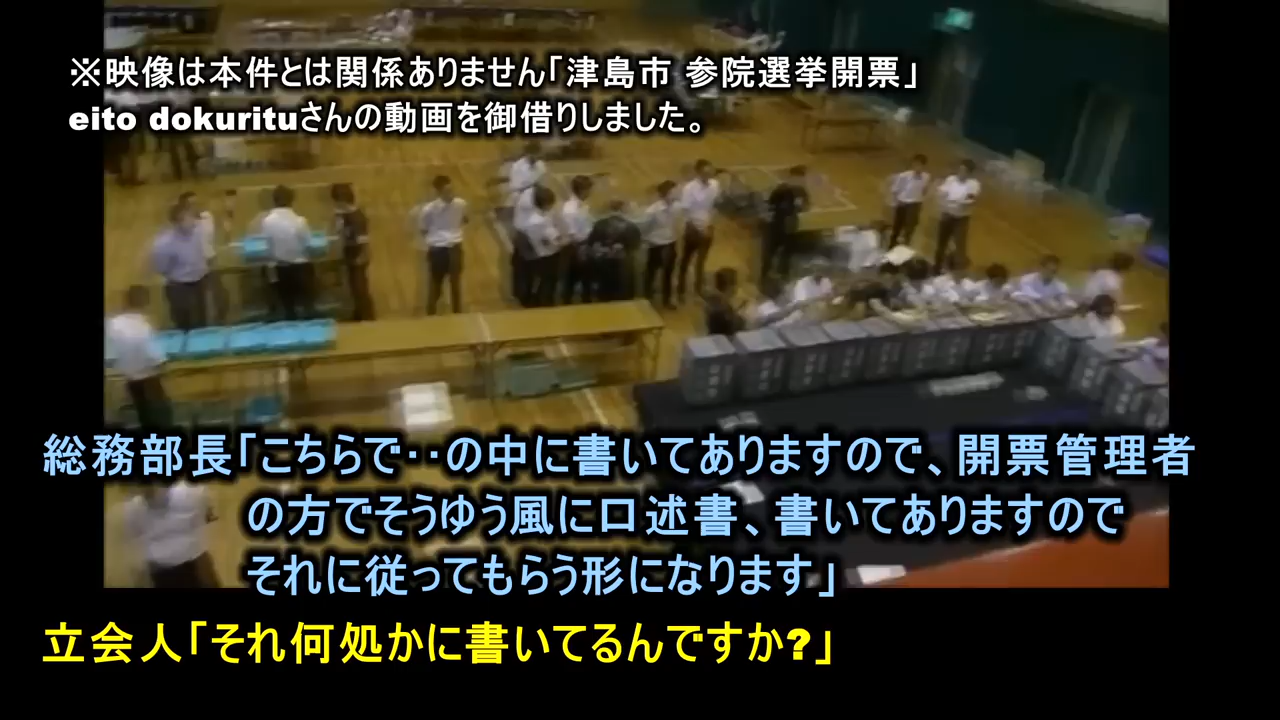 ※映像は本件とは関係ありません「津島市 参院選挙開票」
eito dokurituさんの動画を御借りしました。
総務部長「こちらで‥の中に書いてありますので、開票管理者
の方でそうゆう風に口述書、書いてありますので
それに従ってもらう形になります」
立会人「それ何処かに書いてるんですか?」